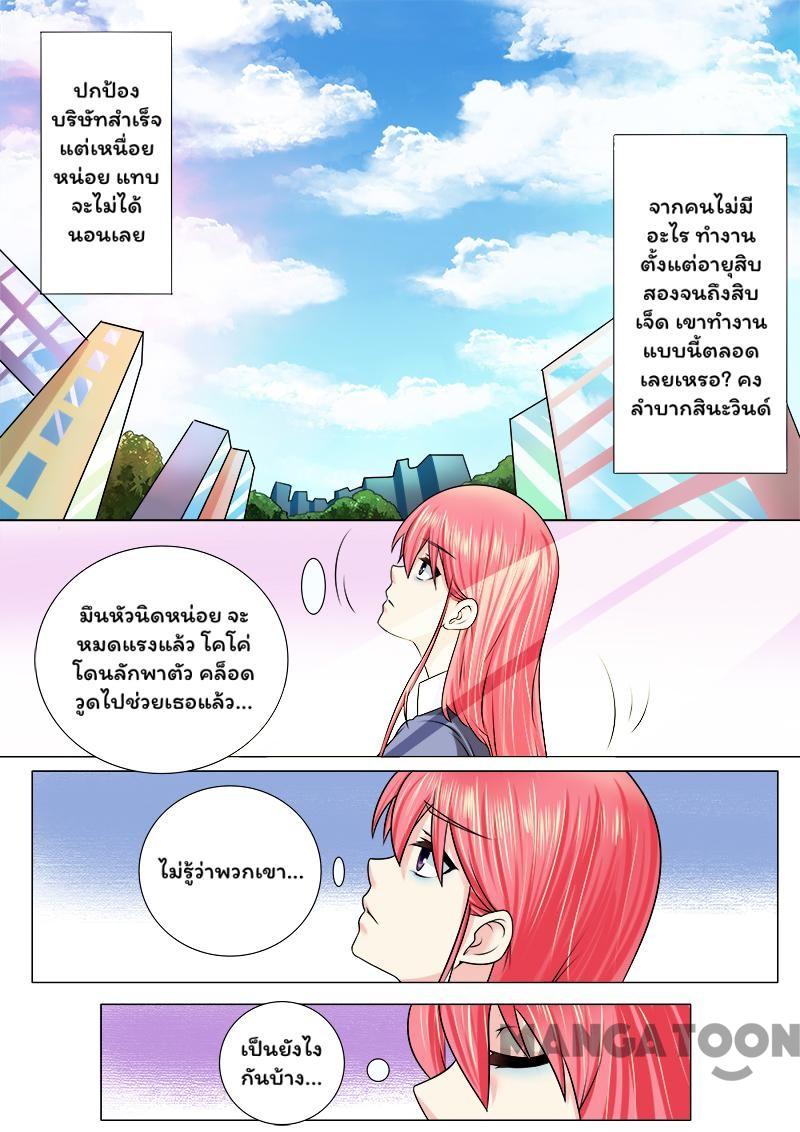 ปกป้อง
บริษัทสำเร็จ
แต่เหนื่อย
หน่อย แทบ
จะไม่ได้
นอนเลย
จากคนไม่มี
อะไร ทำงาน
ตั้งแต่อายุสิบ
สองจนถึงสิบ
เจ็ด เขาทำงาน
แบบนี้ตลอด
เลยเหรอ? คง
ลำบากสินะวินด์
มึนหัวนิดหน่อย จะ
หมดแรงแล้ว โคโค่
โดนลักพาตัว คล็อด
วูดไปช่วยเธอแล้ว...
ไม่รู้ว่าพวกเขา...
เป็นยังไง
กันบ้าง...
MANGATOON